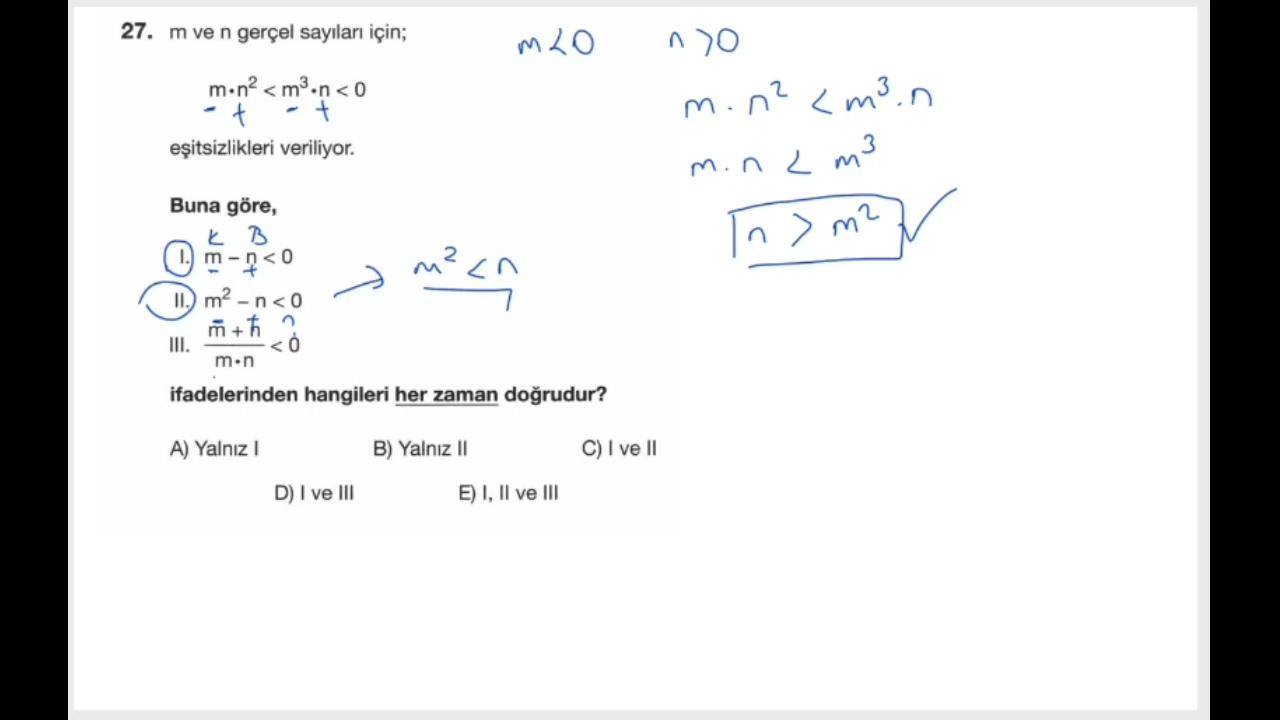 27. m ve n gerçel sayıları için;
m<0 n>0
m•n² < m³•n < 0
- + - +
m . n² < m³ . n
eşitsizlikleri veriliyor.
m . n < m³
Buna göre,
n > m²
K B
I. m – n < 0
- +
m² < n
II. m² – n < 0
- +
III. (m + n)/(m•n) < 0
ifadelerinden hangileri her zaman doğrudur?
A) Yalnız I B) Yalnız II C) I ve II
D) I ve III E) I, II ve III